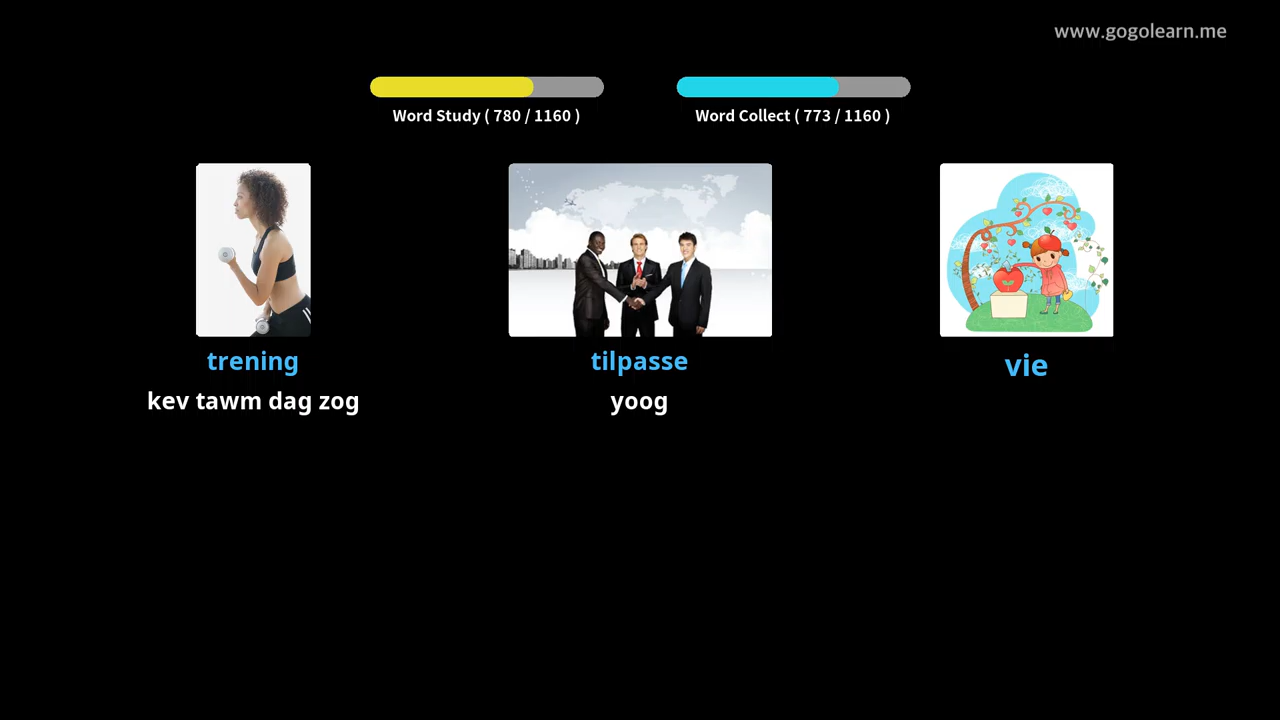 www.gogolearn.me
Word Study ( 780 / 1160 )
Word Collect ( 773 / 1160 )
trening
tilpasse
vie
kev tawm dag zog
yoog